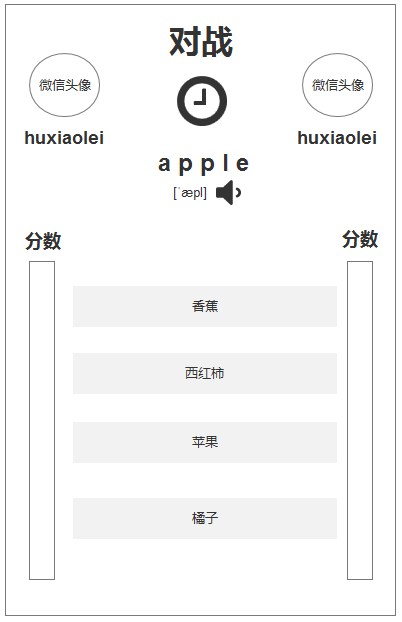 对战
微信头像
微信头像
huxiaolei
huxiaolei
apple
[ˈæpl]
分数
分数
香蕉
西红柿
苹果
橘子